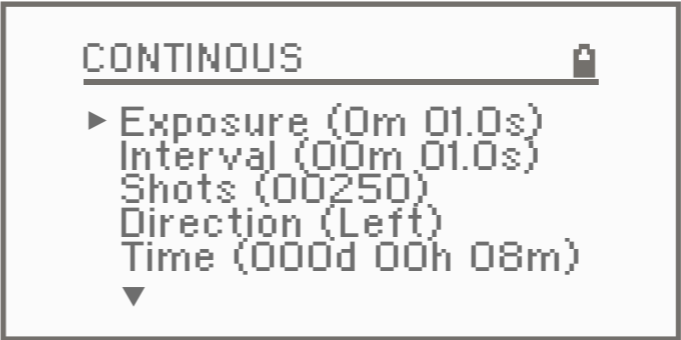 CONTINOUS
Exposure (0m 01.0s)
Interval (00m 01.0s)
Shots (00250)
Direction (Left)
Time (000d 00h 08m)